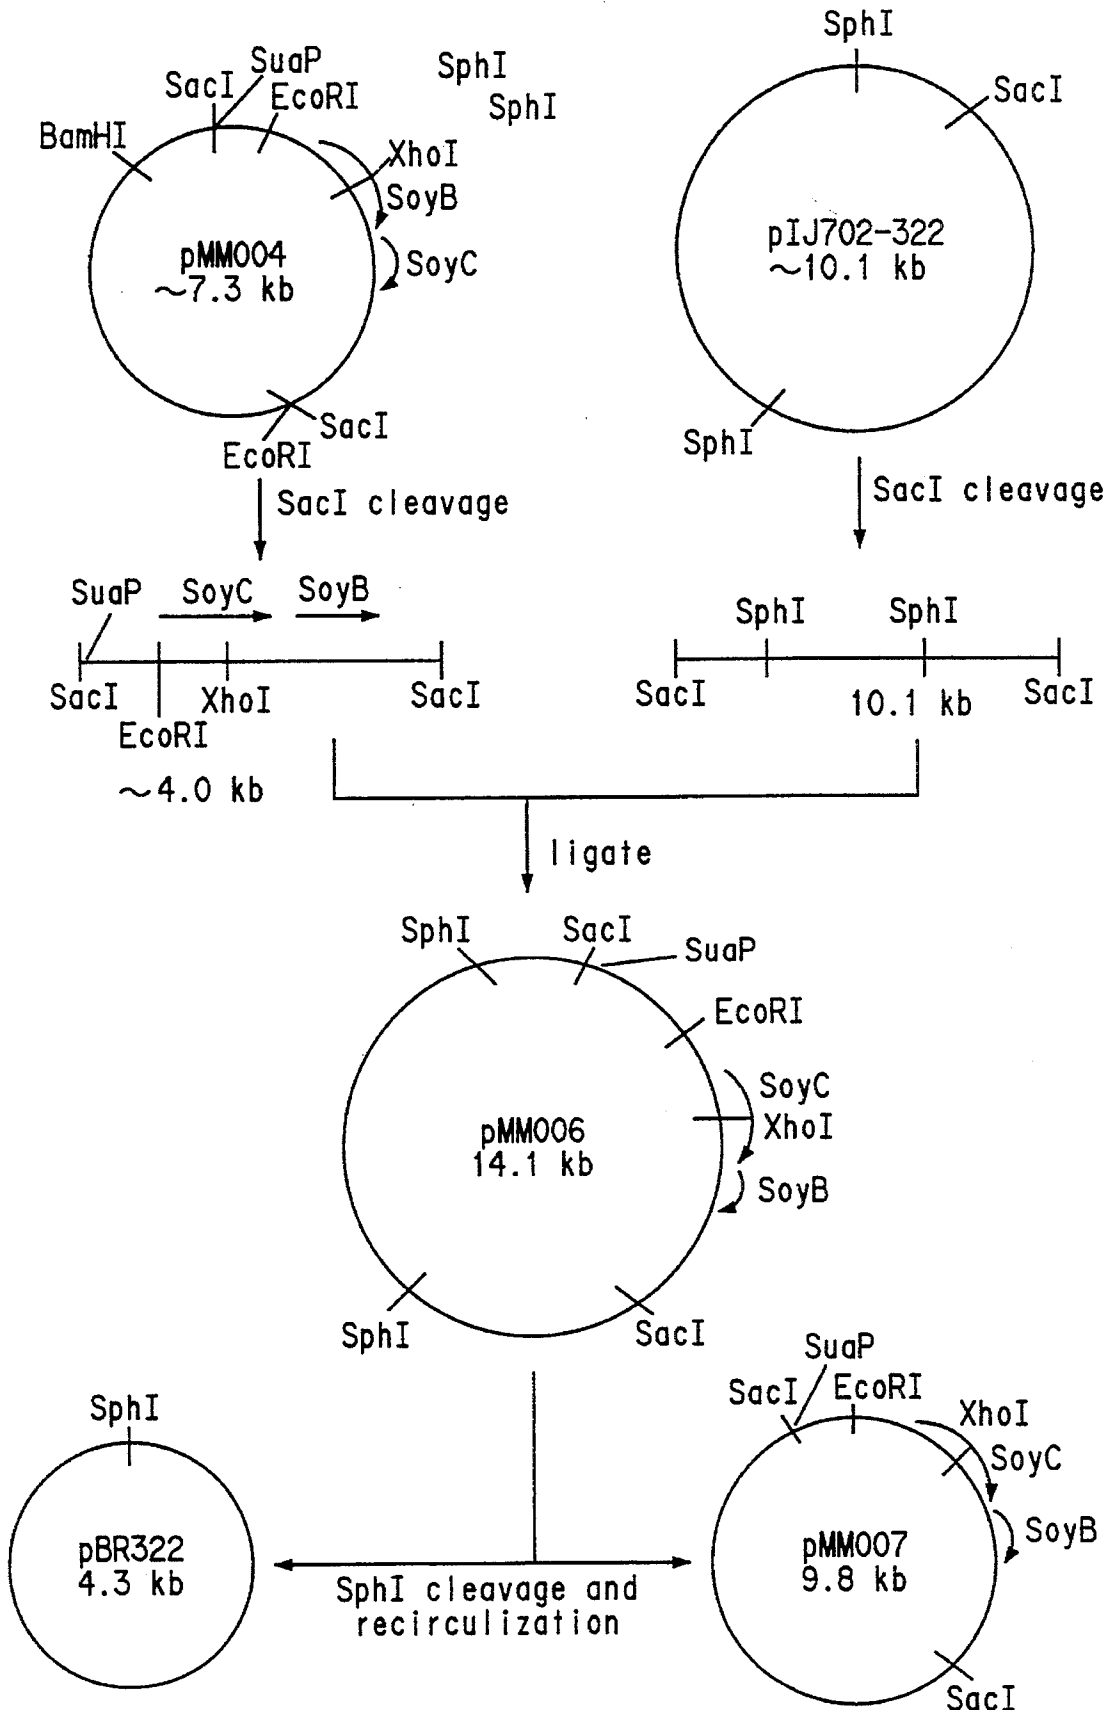 SphI
SuaP
SacI
EcoRI
BamHI
XhoI
SoyB
SoyC
pMM004
~7.3 kb
SacI
EcoRI
SacI cleavage
SphI
SphI
SacI
pIJ702-322
~10.1 kb
SphI
SacI cleavage
SphI
SuaP
SoyC
SoyB
SacI
EcoRI
XhoI
SacI
~4.0 kb
SphI
SphI
SacI
10.1 kb
SacI
ligate
SphI
SacI
SuaP
EcoRI
SoyC
XhoI
pMM006
14.1 kb
SoyB
SphI
SacI
SphI
pBR322
4.3 kb
SphI cleavage and
recirculization
SuaP
SacI
EcoRI
XhoI
SoyC
SoyB
pMM007
9.8 kb
SacI